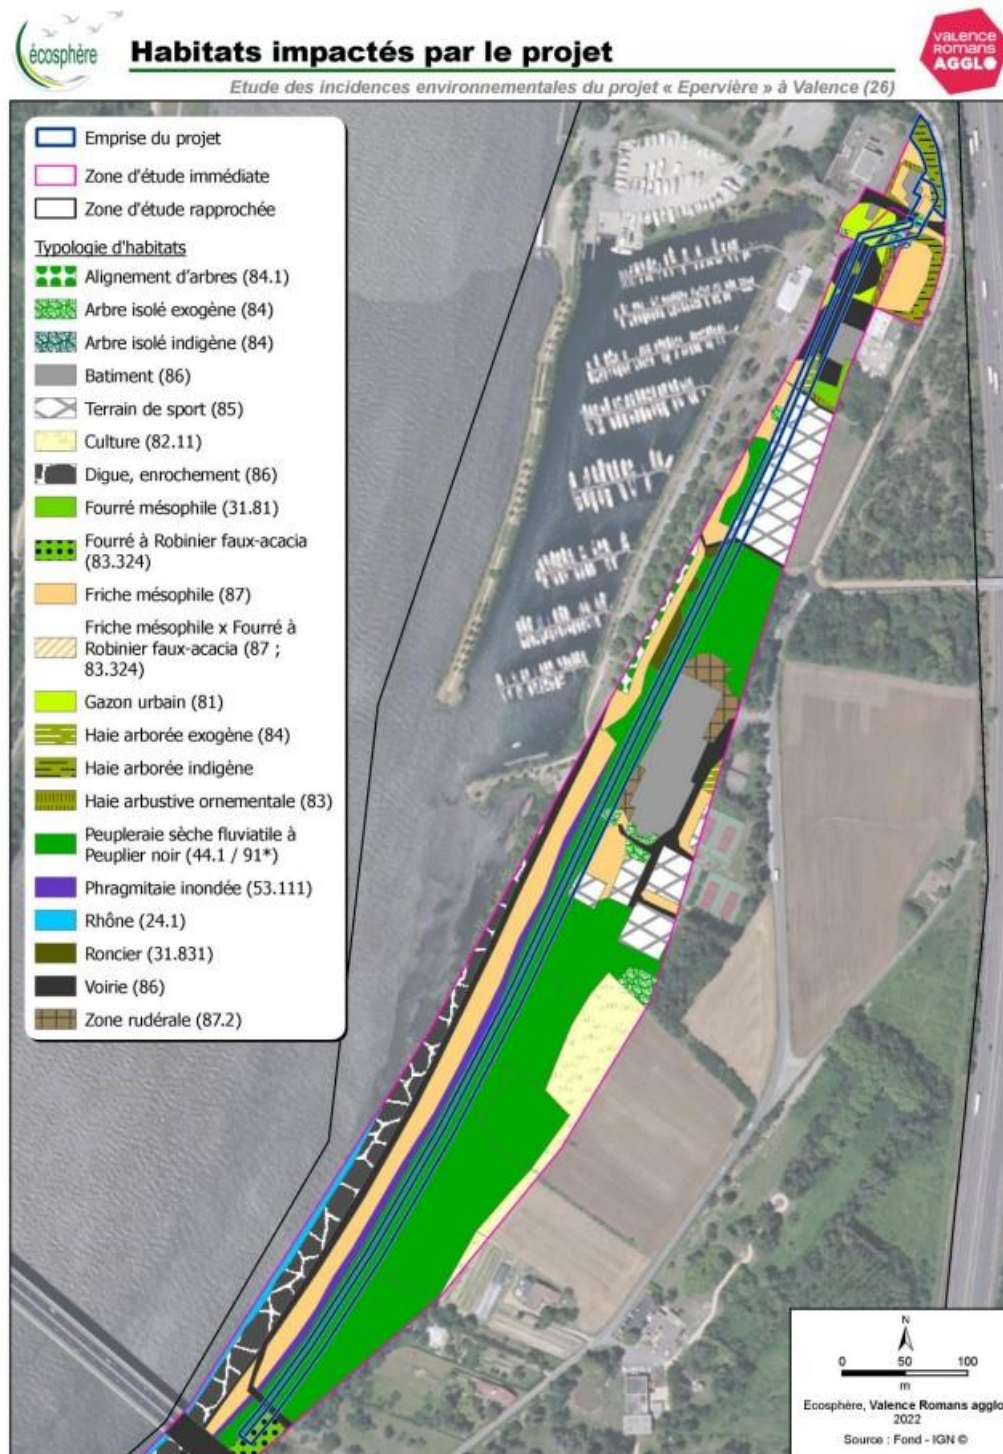 écosphère
Habitats impactés par le projet
VALENCE
ROMANS
AGGLO
Etude des incidences environnementales du projet « Epervière » à Valence (26)
Emprise du projet
Zone d'étude immédiate
Zone d'étude rapprochée
Typologie d'habitats
Alignement d'arbres (84.1)
Arbre isolé exogène (84)
Arbre isolé indigène (84)
Batiment (86)
Terrain de sport (85)
Culture (82.11)
Digue, enrochement (86)
Fourré mésophile (31.81)
Fourré à Robinier faux-acacia
(83.324)
Friche mésophile (87)
Friche mésophile x Fourré à
Robinier faux-acacia (87 ;
83.324)
Gazon urbain (81)
Haie arborée exogène (84)
Haie arborée indigène
Haie arbustive ornementale (83)
Peupleraie sèche fluviatile à
Peuplier noir (44.1 / 91*)
Phragmitaie inondée (53.111)
Rhône (24.1)
Roncier (31.831)
Voirie (86)
Zone rudérale (87.2)
N
0 50 100
m
Ecosphère, Valence Romans agglo
2022
Source : Fond - IGN ©